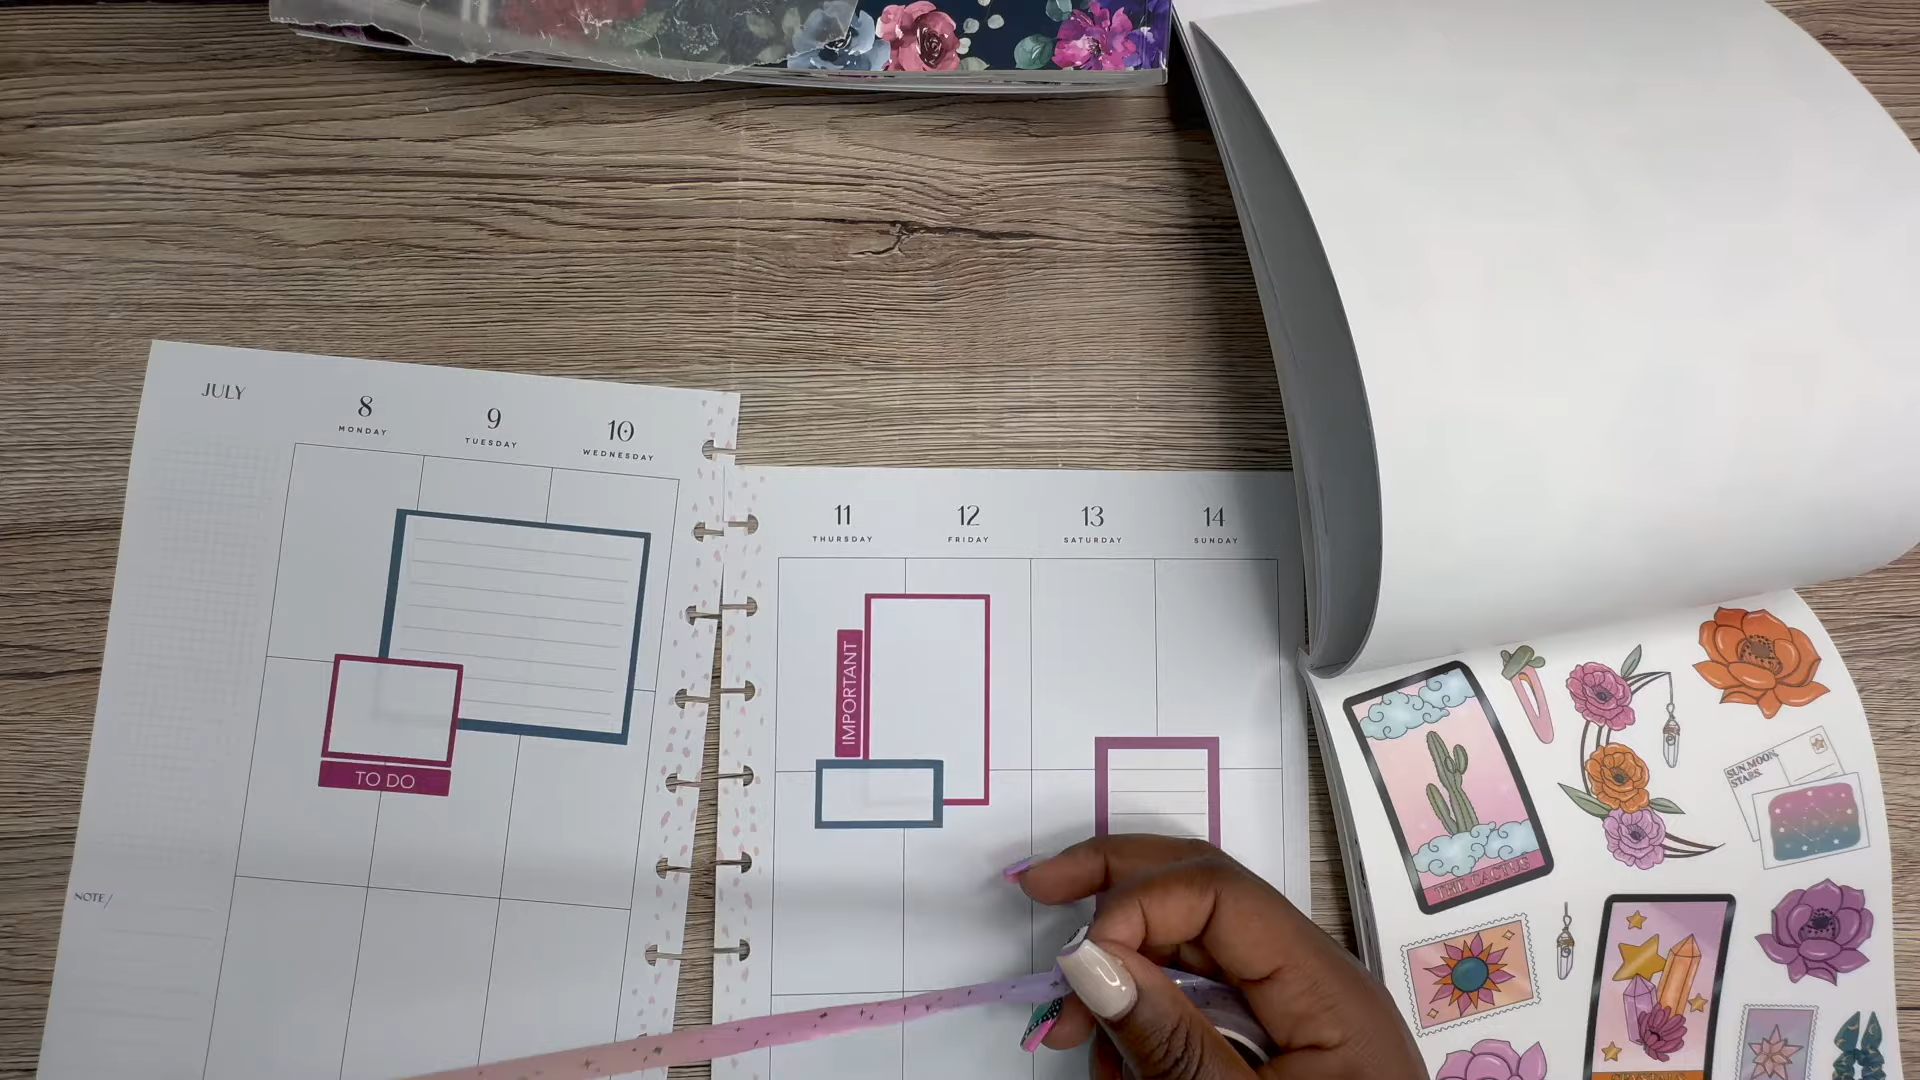 JULY
8
MONDAY
9
TUESDAY
10
WEDNESDAY
TO DO
NOTE/
11
THURSDAY
12
FRIDAY
13
SATURDAY
14
SUNDAY
IMPORTANT
THE CACTUS
SUN, MOON,
STARS.